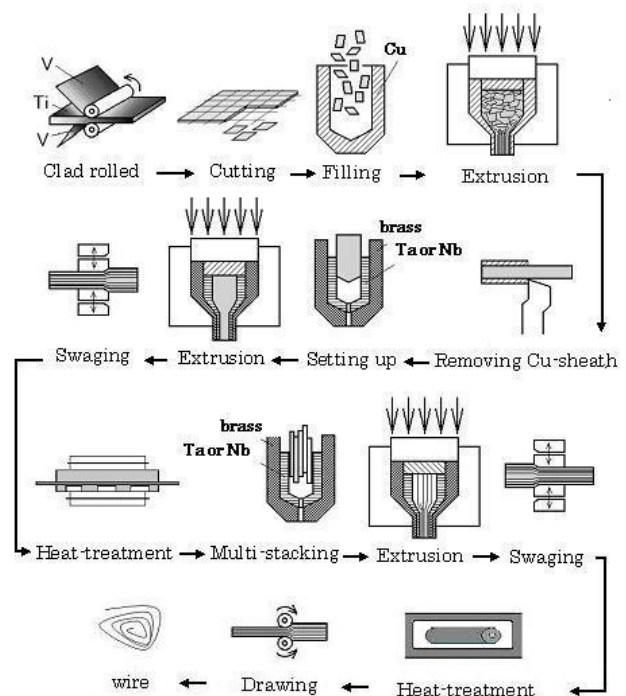 V
Cu
Ti
V
Clad rolled
Cutting
Filling
Extrusion
brass
Ta or Nb
Swaging
Extrusion
Setting up
Removing Cu-sheath
brass
Ta or Nb
Heat-treatment
Multi-stacking
Extrusion
Swaging
wire
Drawing
Heat-treatment